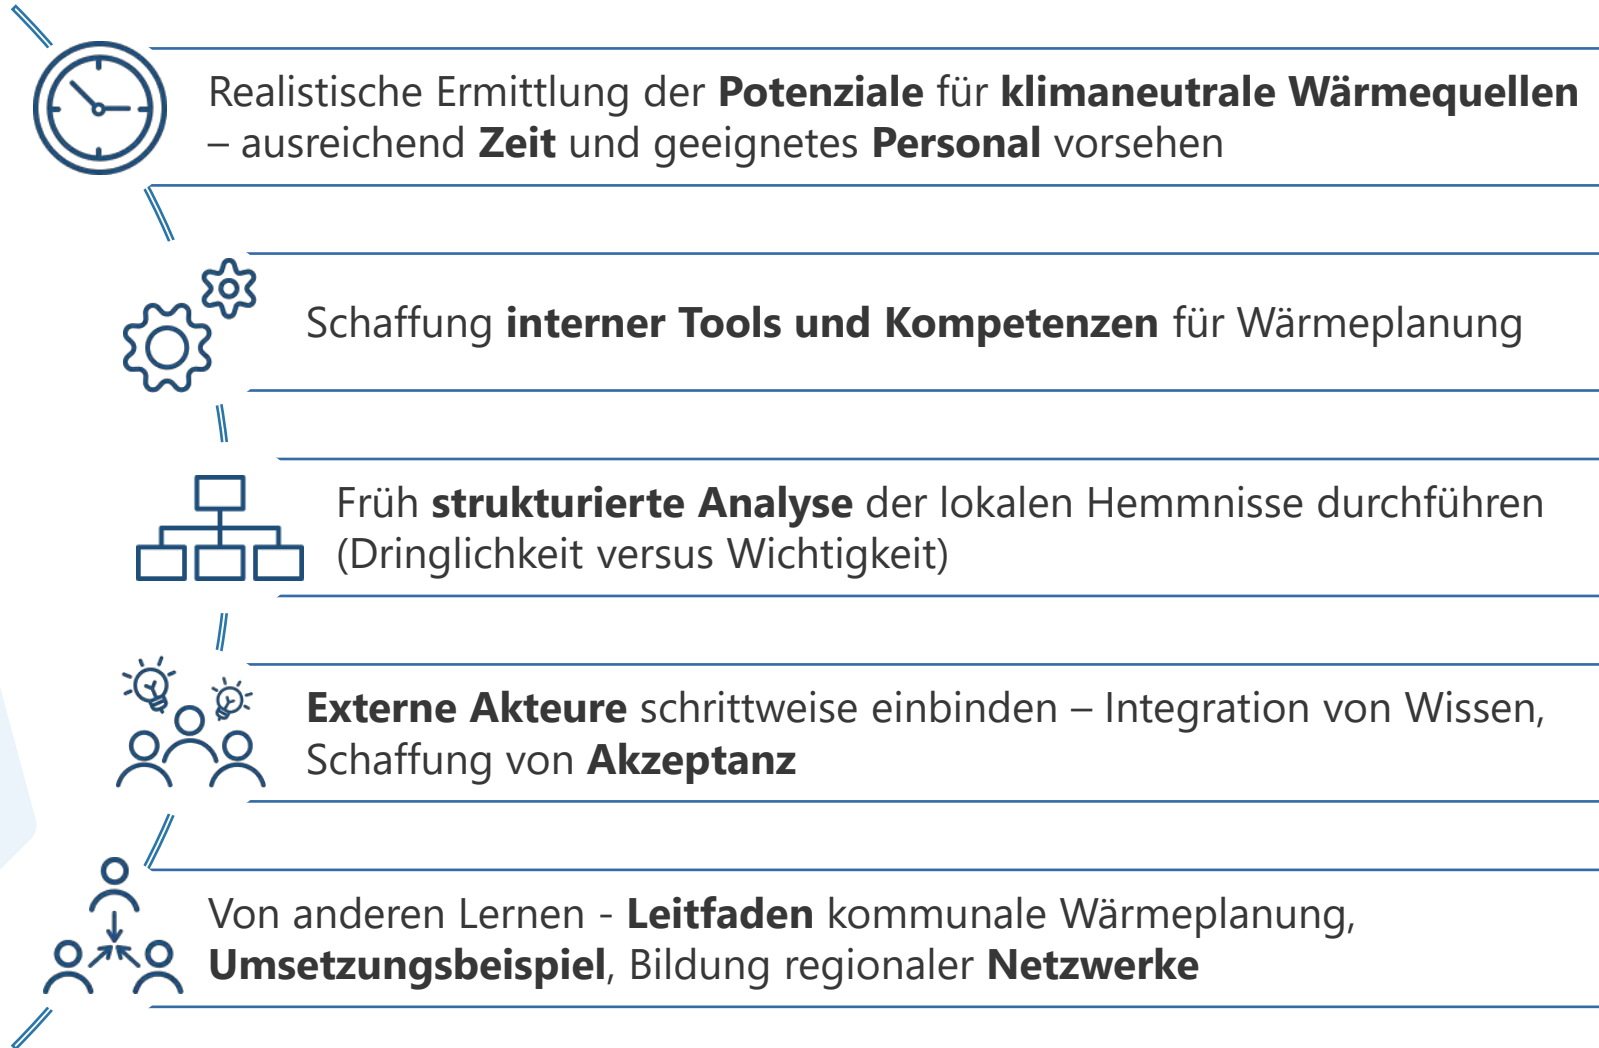 Realistische Ermittlung der Potenziale für klimaneutrale Wärmequellen
– ausreichend Zeit und geeignetes Personal vorsehen
Schaffung interner Tools und Kompetenzen für Wärmeplanung
Früh strukturierte Analyse der lokalen Hemmnisse durchführen
(Dringlichkeit versus Wichtigkeit)
Externe Akteure schrittweise einbinden – Integration von Wissen,
Schaffung von Akzeptanz
Von anderen Lernen - Leitfaden kommunale Wärmeplanung,
Umsetzungsbeispiel, Bildung regionaler Netzwerke